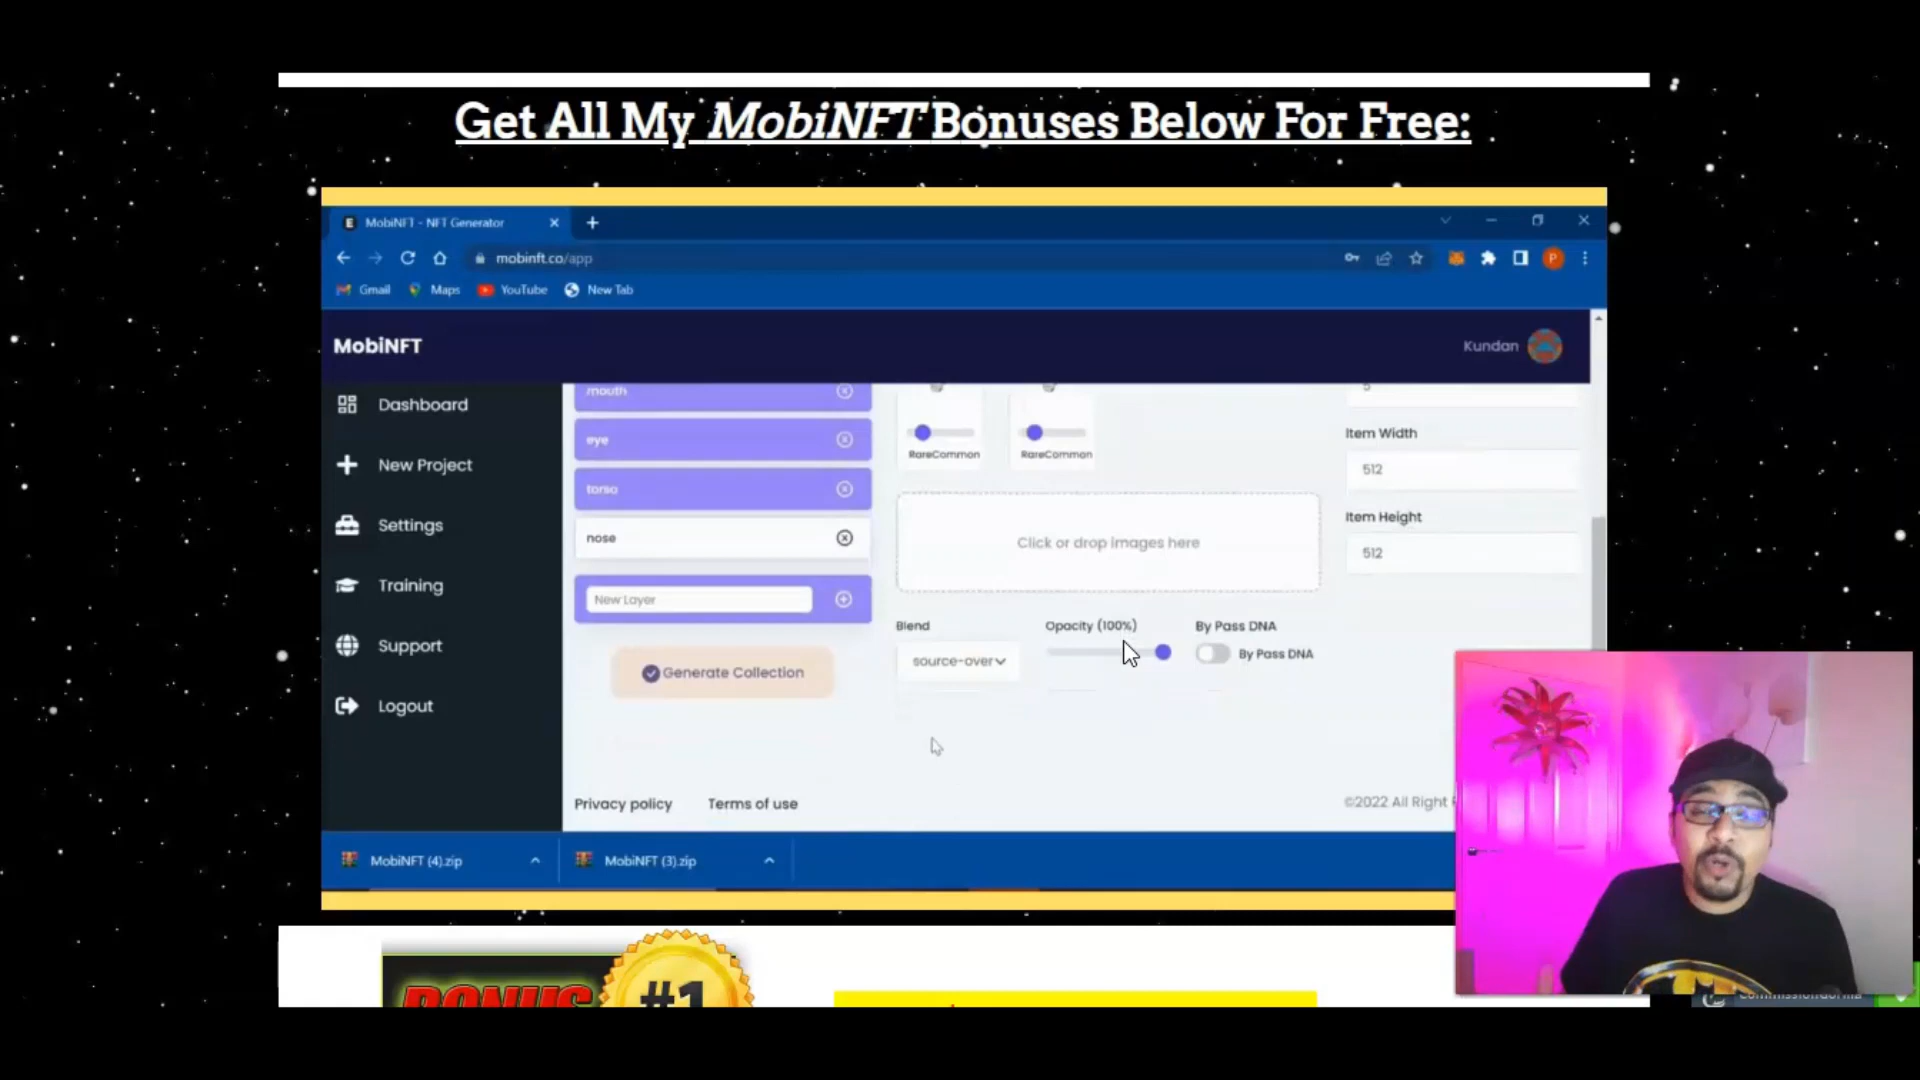 Get All My MobiNFT Bonuses Below For Free:
MobiNFT - NFT Generator
mobinft.co/app
P
Gmail
Maps
YouTube
New Tab
MobiNFT
Kundan
Dashboard
New Project
Settings
Training
Support
Logout
mouth
eye
torso
nose
New Layer
Generate Collection
RareCommon
RareCommon
Click or drop images here
Blend
source-over
Opacity (100%)
By Pass DNA
By Pass DNA
5
Item Width
512
Item Height
512
Privacy policy
Terms of use
©2022 All Right
MobiNFT (4).zip
MobiNFT (3).zip
BONUS
#1